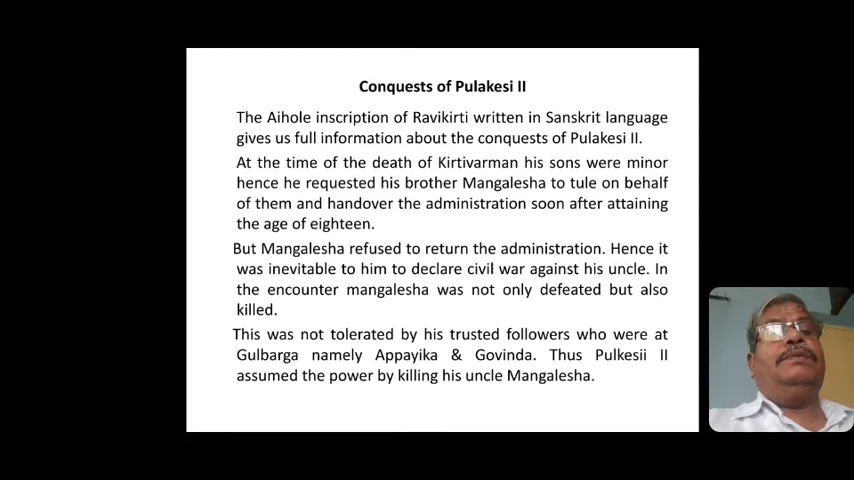 Conquests of Pulakesi II
The Aihole inscription of Ravikirti written in Sanskrit language
gives us full information about the conquests of Pulakesi II.
At the time of the death of Kirtivarman his sons were minor
hence he requested his brother Mangalesha to tule on behalf
of them and handover the administration soon after attaining
the age of eighteen.
But Mangalesha refused to return the administration. Hence it
was inevitable to him to declare civil war against his uncle. In
the encounter mangalesha was not only defeated but also
killed.
This was not tolerated by his trusted followers who were at
Gulbarga namely Appayika & Govinda. Thus Pulkesii II
assumed the power by killing his uncle Mangalesha.